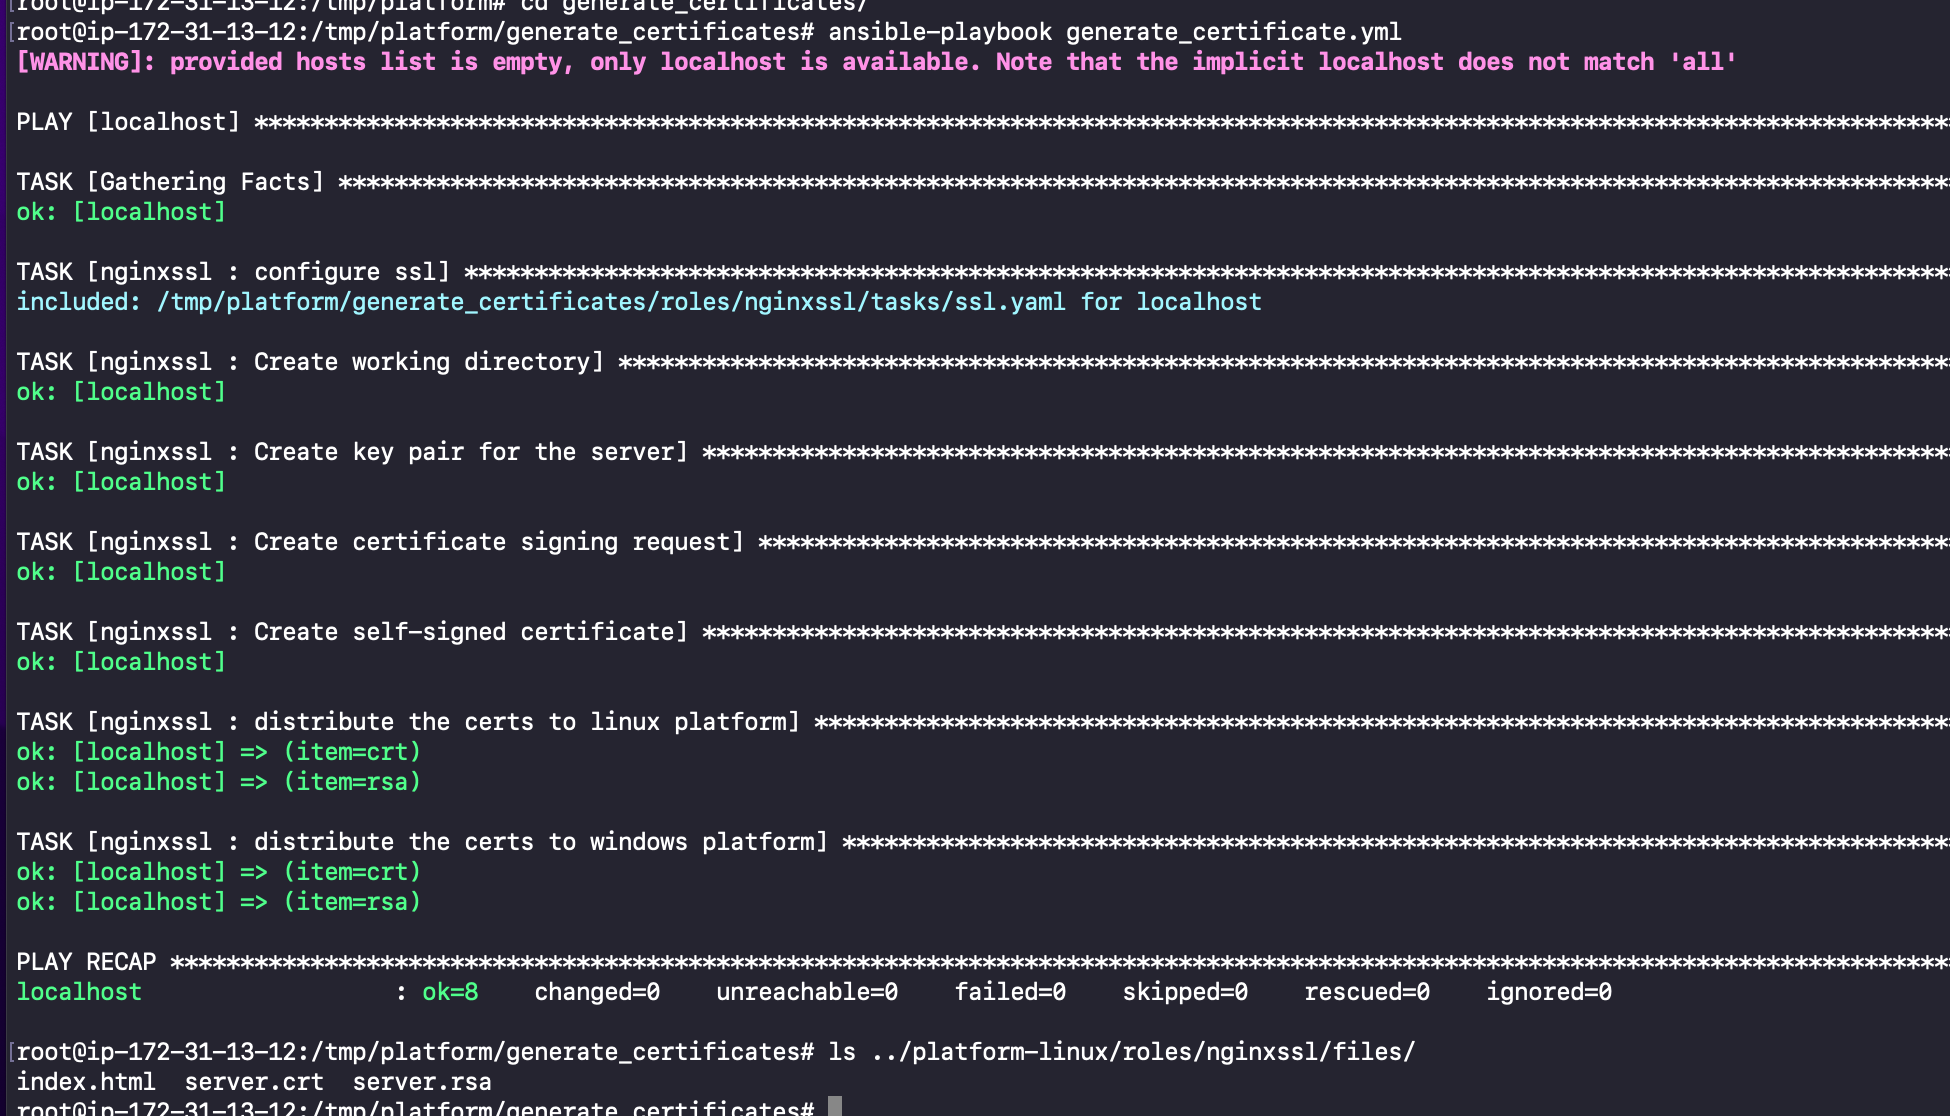 [root@ip-172-31-13-12:/tmp/platform# cd generate_certificates/
[root@ip-172-31-13-12:/tmp/platform/generate_certificates# ansible-playbook generate_certificate.yml
[WARNING]: provided hosts list is empty, only localhost is available. Note that the implicit localhost does not match 'all'
PLAY [localhost] *************************************************************************************************************************
TASK [Gathering Facts] *******************************************************************************************************************
ok: [localhost]
TASK [nginxssl : configure ssl] **********************************************************************************************************
included: /tmp/platform/generate_certificates/roles/nginxssl/tasks/ssl.yaml for localhost
TASK [nginxssl : Create working directory] ***********************************************************************************************
ok: [localhost]
TASK [nginxssl : Create key pair for the server] *****************************************************************************************
ok: [localhost]
TASK [nginxssl : Create certificate signing request] *************************************************************************************
ok: [localhost]
TASK [nginxssl : Create self-signed certificate] *****************************************************************************************
ok: [localhost]
TASK [nginxssl : distribute the certs to linux platform] *********************************************************************************
ok: [localhost] => (item=crt)
ok: [localhost] => (item=rsa)
TASK [nginxssl : distribute the certs to windows platform] *******************************************************************************
ok: [localhost] => (item=crt)
ok: [localhost] => (item=rsa)
PLAY RECAP *******************************************************************************************************************************
localhost                  : ok=8    changed=0    unreachable=0    failed=0    skipped=0    rescued=0    ignored=0
[root@ip-172-31-13-12:/tmp/platform/generate_certificates# ls ../platform-linux/roles/nginxssl/files/
index.html  server.crt  server.rsa
root@ip-172-31-13-12:/tmp/platform/generate_certificates#